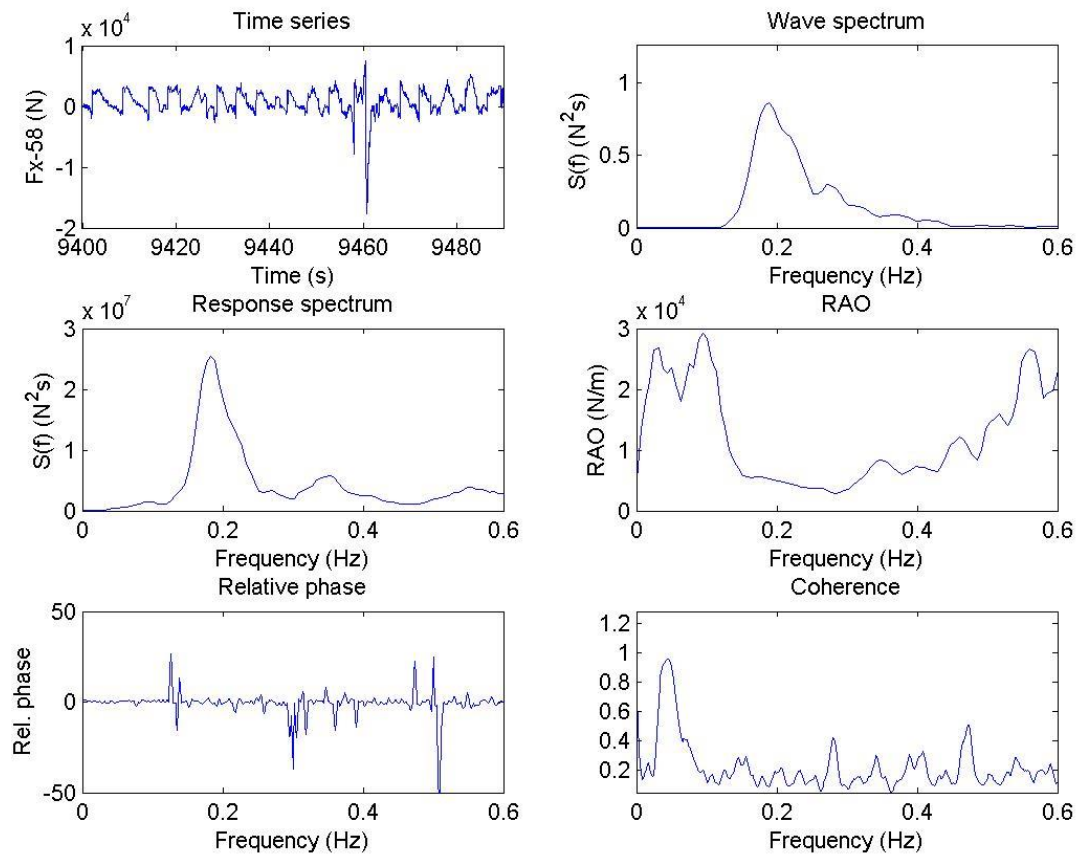 Time series
x 10^4
1
0
-1
-2
Fx-58 (N)
9400 9420 9440 9460 9480
Time (s)
Wave spectrum
1
0.5
0
S(f) (N^2s)
0 0.2 0.4 0.6
Frequency (Hz)
Response spectrum
x 10^7
3
2
1
0
S(f) (N^2s)
0 0.2 0.4 0.6
Frequency (Hz)
RAO
x 10^4
3
2
1
0
RAO (N/m)
0 0.2 0.4 0.6
Frequency (Hz)
Relative phase
50
0
-50
Rel. phase
0 0.2 0.4 0.6
Frequency (Hz)
Coherence
1.2
1
0.8
0.6
0.4
0.2
0 0.2 0.4 0.6
Frequency (Hz)